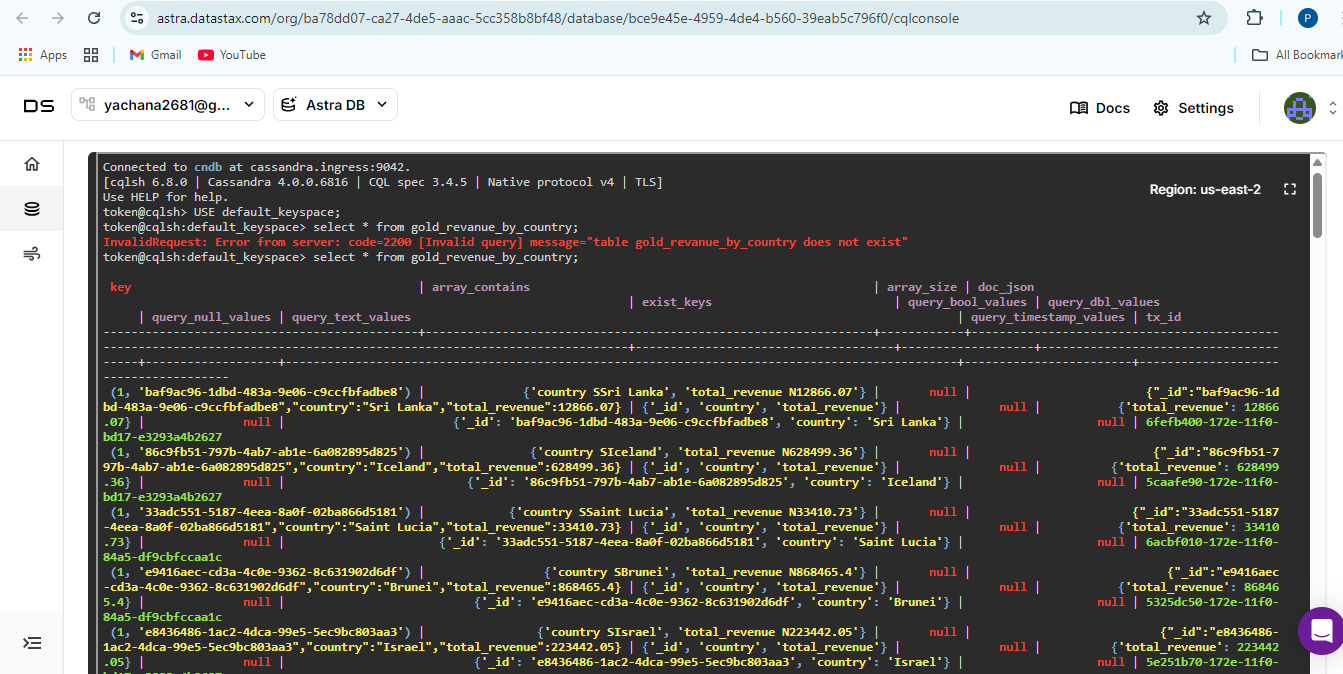 astra.datastax.com/org/ba78dd07-ca27-4de5-aaac-5cc358b8bf48/database/bce9e45e-4959-4de4-b560-39eab5c796f0/cqlconsole
P
Apps
Gmail
YouTube
All Bookmar
DS
yachana2681@g...
Astra DB
Docs
Settings
Region: us-east-2
Connected to cndb at cassandra.ingress:9042.
[cqlsh 6.8.0 | Cassandra 4.0.0.6816 | CQL spec 3.4.5 | Native protocol v4 | TLS]
Use HELP for help.
token@cqlsh> USE default_keyspace;
token@cqlsh:default_keyspace> select * from gold_revanue_by_country;
InvalidRequest: Error from server: code=2200 [Invalid query] message="table gold_revanue_by_country does not exist"
token@cqlsh:default_keyspace> select * from gold_revenue_by_country;
key | array_contains | array_size | doc_json
| exist_keys | query_bool_values | query_dbl_values
| query_null_values | query_text_values | query_timestamp_values | tx_id
(1, 'baf9ac96-1dbd-483a-9e06-c9ccfbfadbe8') | {'country SSri Lanka', 'total_revenue N12866.07'} | null | {"_id":"baf9ac96-1d
bd-483a-9e06-c9ccfbfadbe8","country":"Sri Lanka","total_revenue":12866.07} | {'_id', 'country', 'total_revenue'} | null | {'total_revenue': 12866
.07} | null | {'_id': 'baf9ac96-1dbd-483a-9e06-c9ccfbfadbe8', 'country': 'Sri Lanka'} | null | 6fefb400-172e-11f0-
bd17-e3293a4b2627
(1, '86c9fb51-797b-4ab7-ab1e-6a082895d825') | {'country SIceland', 'total_revenue N628499.36'} | null | {"_id":"86c9fb51-7
97b-4ab7-ab1e-6a082895d825","country":"Iceland","total_revenue":628499.36} | {'_id', 'country', 'total_revenue'} | null | {'total_revenue': 628499
.36} | null | {'_id': '86c9fb51-797b-4ab7-ab1e-6a082895d825', 'country': 'Iceland'} | null | 5caafe90-172e-11f0-
bd17-e3293a4b2627
(1, '33adc551-5187-4eea-8a0f-02ba866d5181') | {'country SSaint Lucia', 'total_revenue N33410.73'} | null | {"_id":"33adc551-5187
-4eea-8a0f-02ba866d5181","country":"Saint Lucia","total_revenue":33410.73} | {'_id', 'country', 'total_revenue'} | null | {'total_revenue': 33410
.73} | null | {'_id': '33adc551-5187-4eea-8a0f-02ba866d5181', 'country': 'Saint Lucia'} | null | 6acbf010-172e-11f0-
84a5-df9cbfccaa1c
(1, 'e9416aec-cd3a-4c0e-9362-8c631902d6df') | {'country SBrunei', 'total_revenue N868465.4'} | null | {"_id":"e9416aec
-cd3a-4c0e-9362-8c631902d6df","country":"Brunei","total_revenue":868465.4} | {'_id', 'country', 'total_revenue'} | null | {'total_revenue': 86846
5.4} | null | {'_id': 'e9416aec-cd3a-4c0e-9362-8c631902d6df', 'country': 'Brunei'} | null | 5325dc50-172e-11f0-
84a5-df9cbfccaa1c
(1, 'e8436486-1ac2-4dca-99e5-5ec9bc803aa3') | {'country SIsrael', 'total_revenue N223442.05'} | null | {"_id":"e8436486-
1ac2-4dca-99e5-5ec9bc803aa3","country":"Israel","total_revenue":223442.05} | {'_id', 'country', 'total_revenue'} | null | {'total_revenue': 223442
.05} | null | {'_id': 'e8436486-1ac2-4dca-99e5-5ec9bc803aa3', 'country': 'Israel'} | null | 5e251b70-172e-11f0-